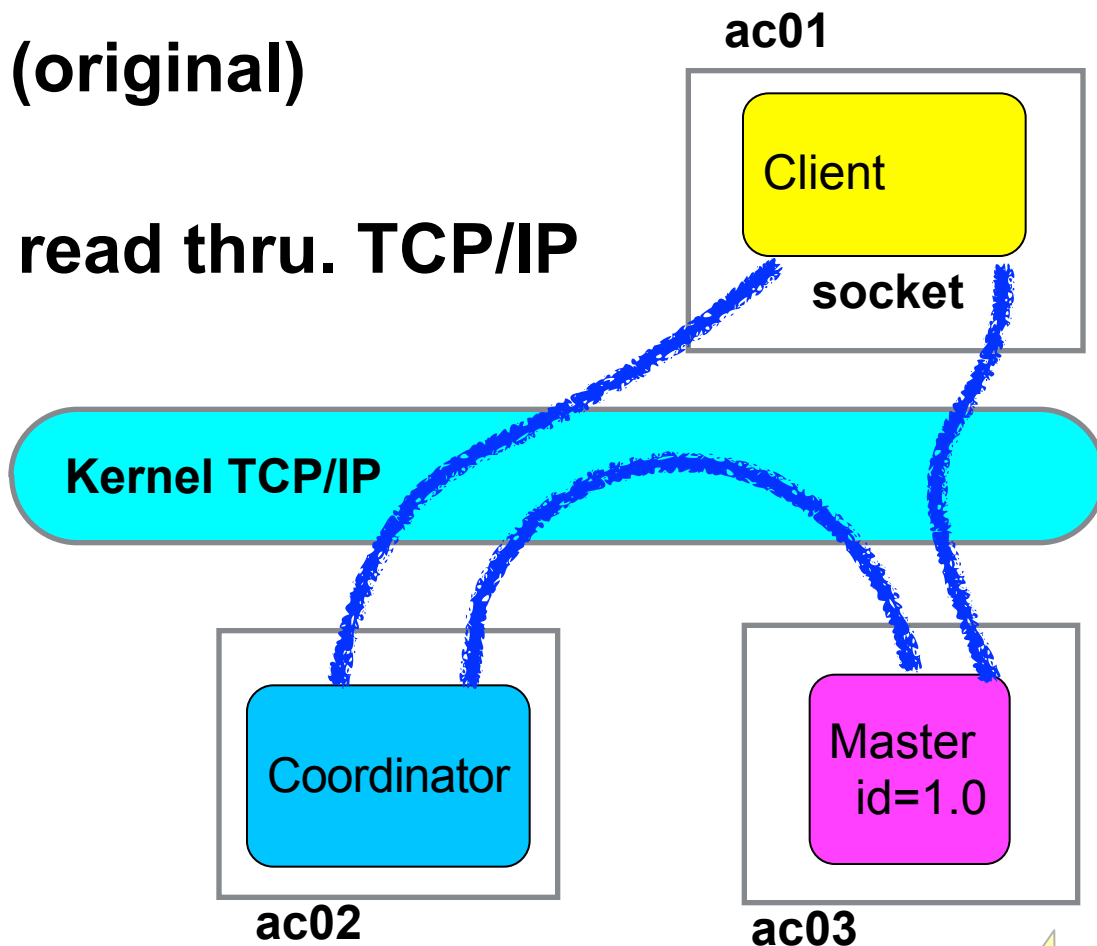 ac01
(original)
Client
read thru. TCP/IP
socket
Kernel TCP/IP
Coordinator
Master
id=1.0
ac02
ac03